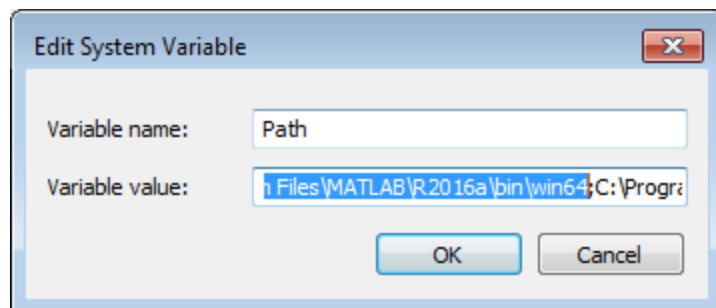 Edit System Variable
Variable name:
Path
Variable value:
n Files\MATLAB\R2016a\bin\win64;C:\Progra
OK
Cancel